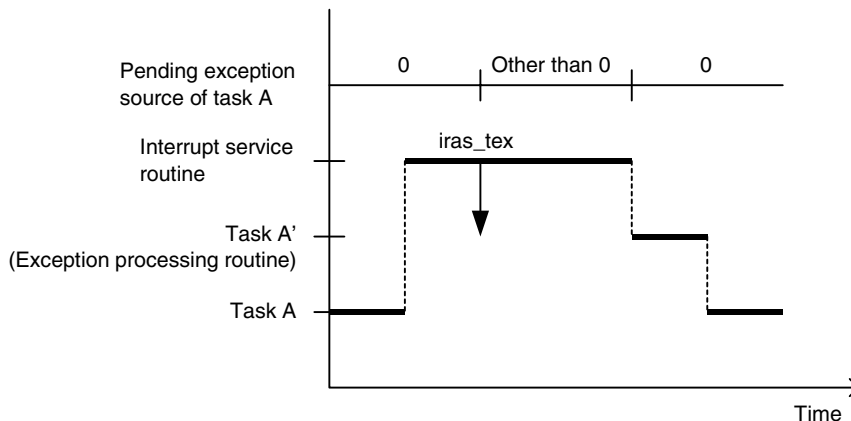 0
Other than 0
0
Pending exception
source of task A
iras_tex
Interrupt service
routine
Task A’
(Exception processing routine)
Task A
Time